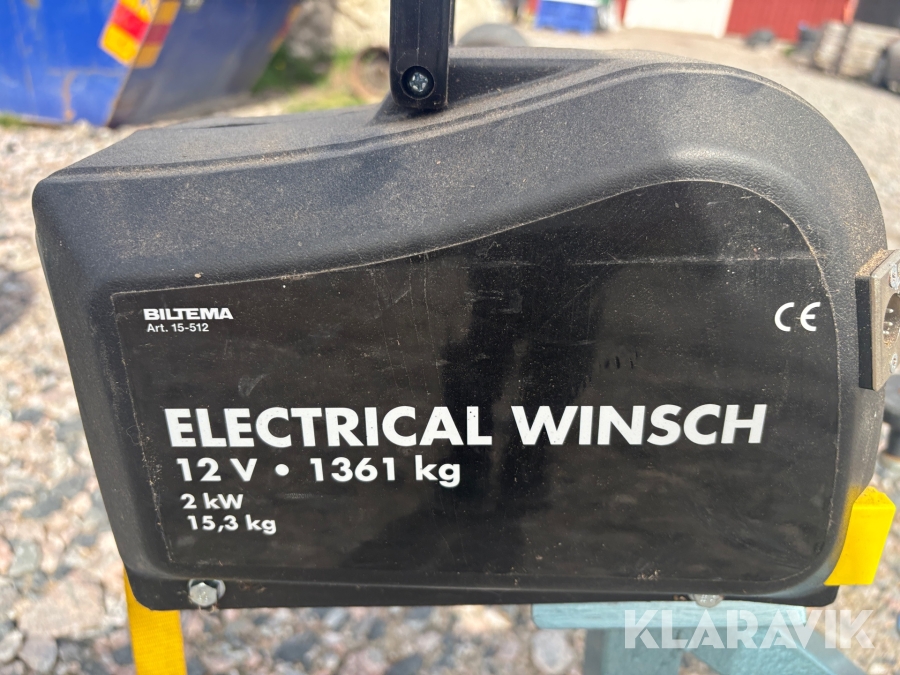 BILTEMA
Art. 15-512
CE
ELECTRICAL WINSCH
12 V • 1361 kg
2 kW
15,3 kg
KLARAVIK